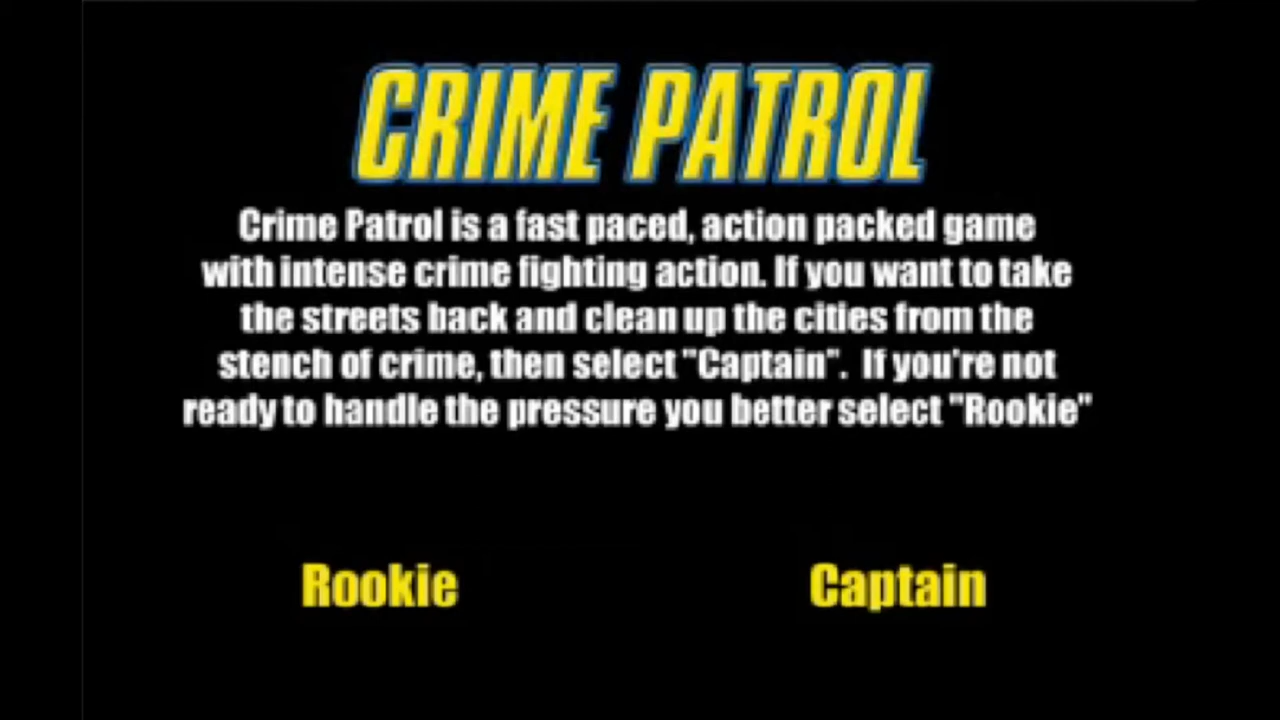 CRIME PATROL
Crime Patrol is a fast paced, action packed game
with intense crime fighting action. If you want to take
the streets back and clean up the cities from the
stench of crime, then select "Captain".  If you're not
ready to handle the pressure you better select "Rookie"
Rookie
Captain